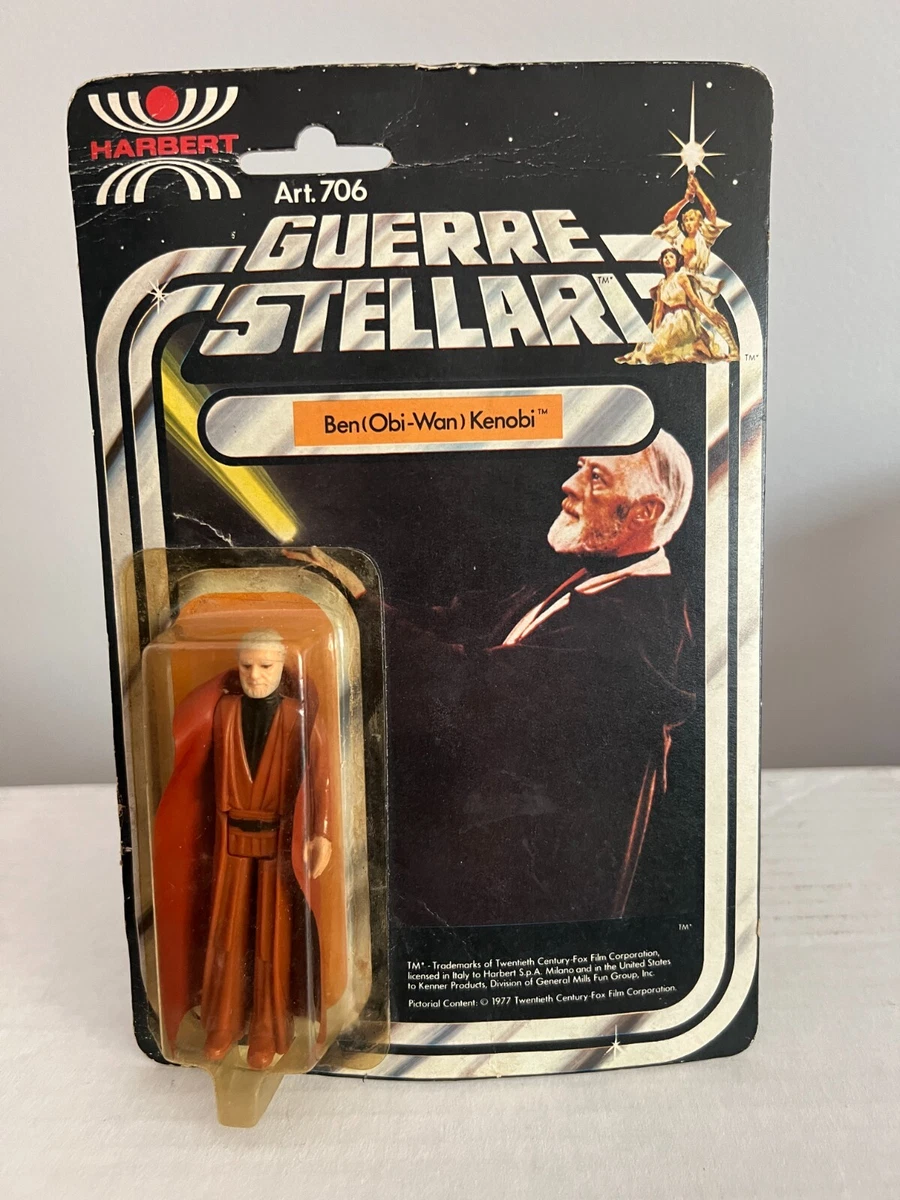 HARBERT
Art. 706
GUERRE
STELLARI™*
TM*
Ben (Obi-Wan) Kenobi™
TM*
TM* - Trademarks of Twentieth Century-Fox Film Corporation,
licensed in Italy to Harbert S.p.A. Milano and in the United States
to Kenner Products, Division of General Mills Fun Group, Inc.
Pictorial Content: © 1977 Twentieth Century-Fox Film Corporation.